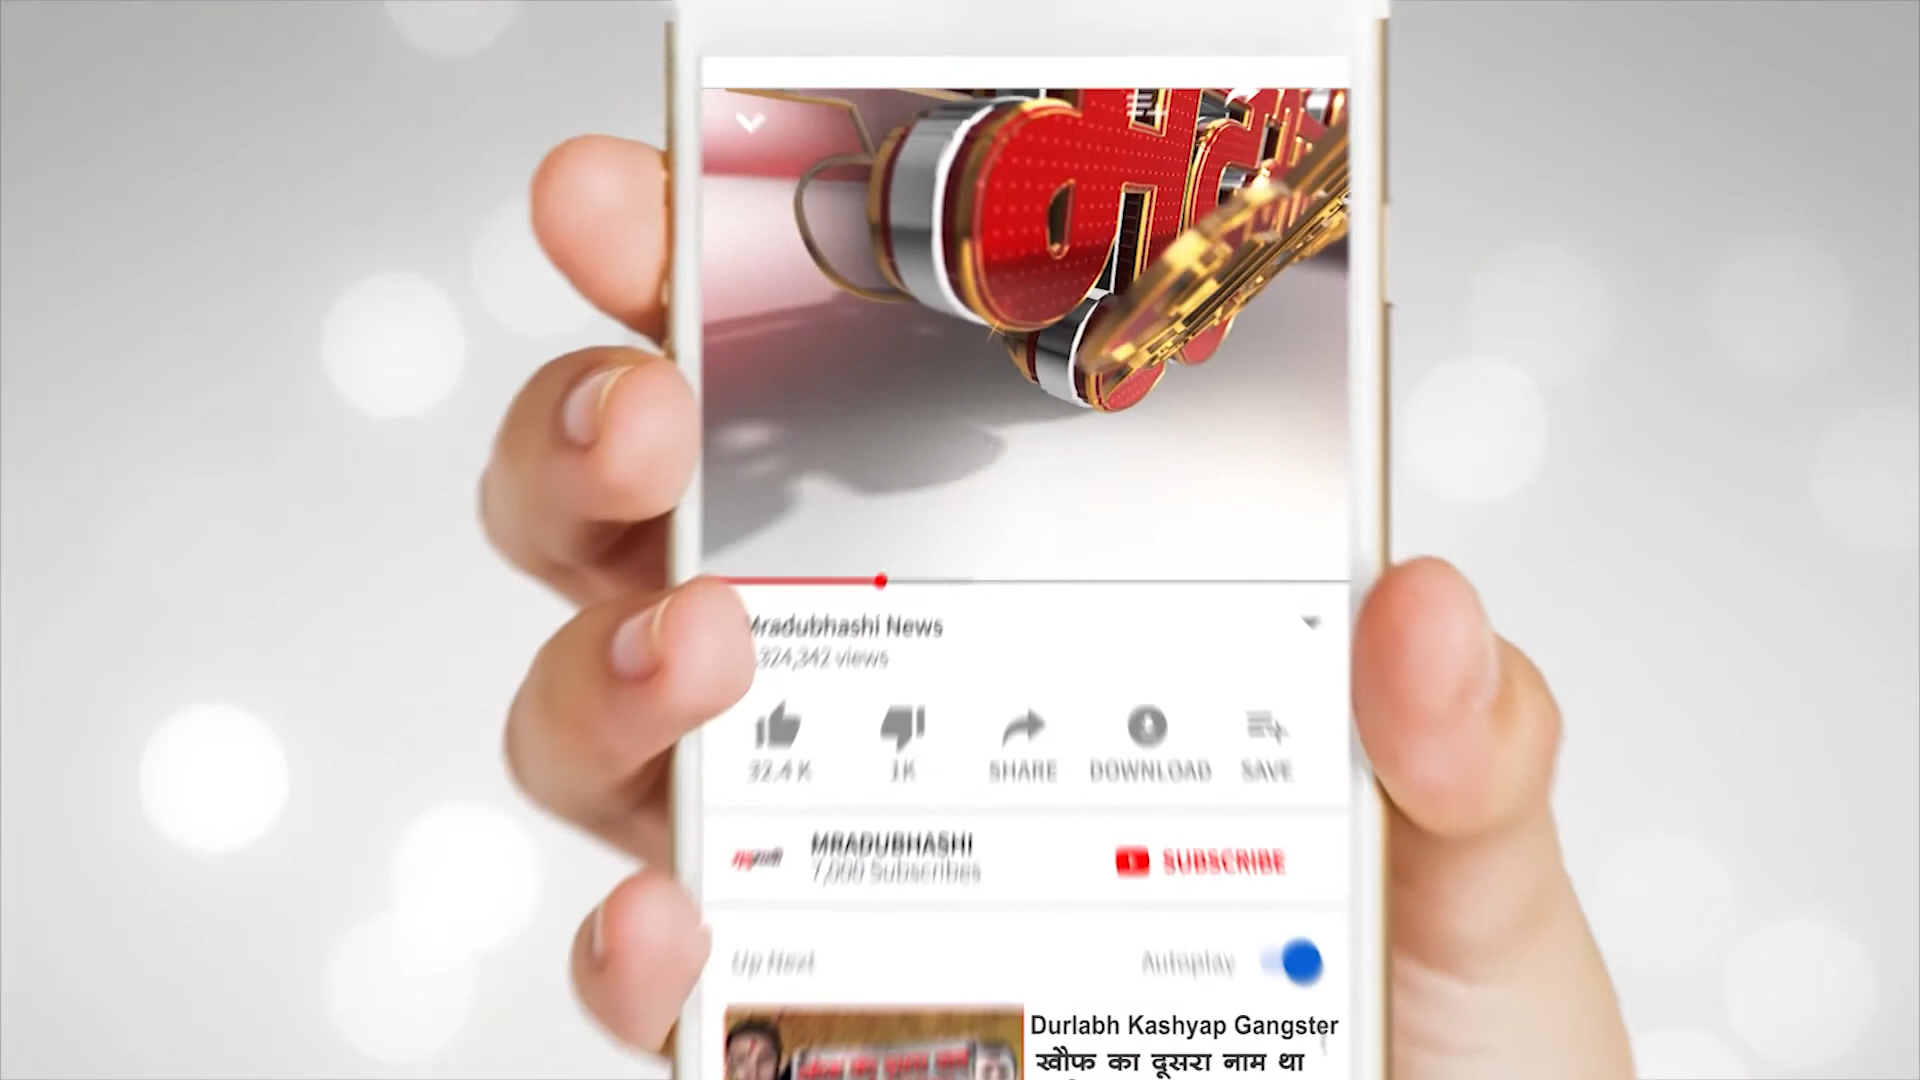 Mradubhashi News
324,342 views
32.4 K
1K
SHARE
DOWNLOAD
SAVE
MRADUBHASHI
7,000 Subscribes
SUBSCRIBE
Up Next
Autoplay
Durlabh Kashyap Gangster
खौफ का दूसरा नाम था